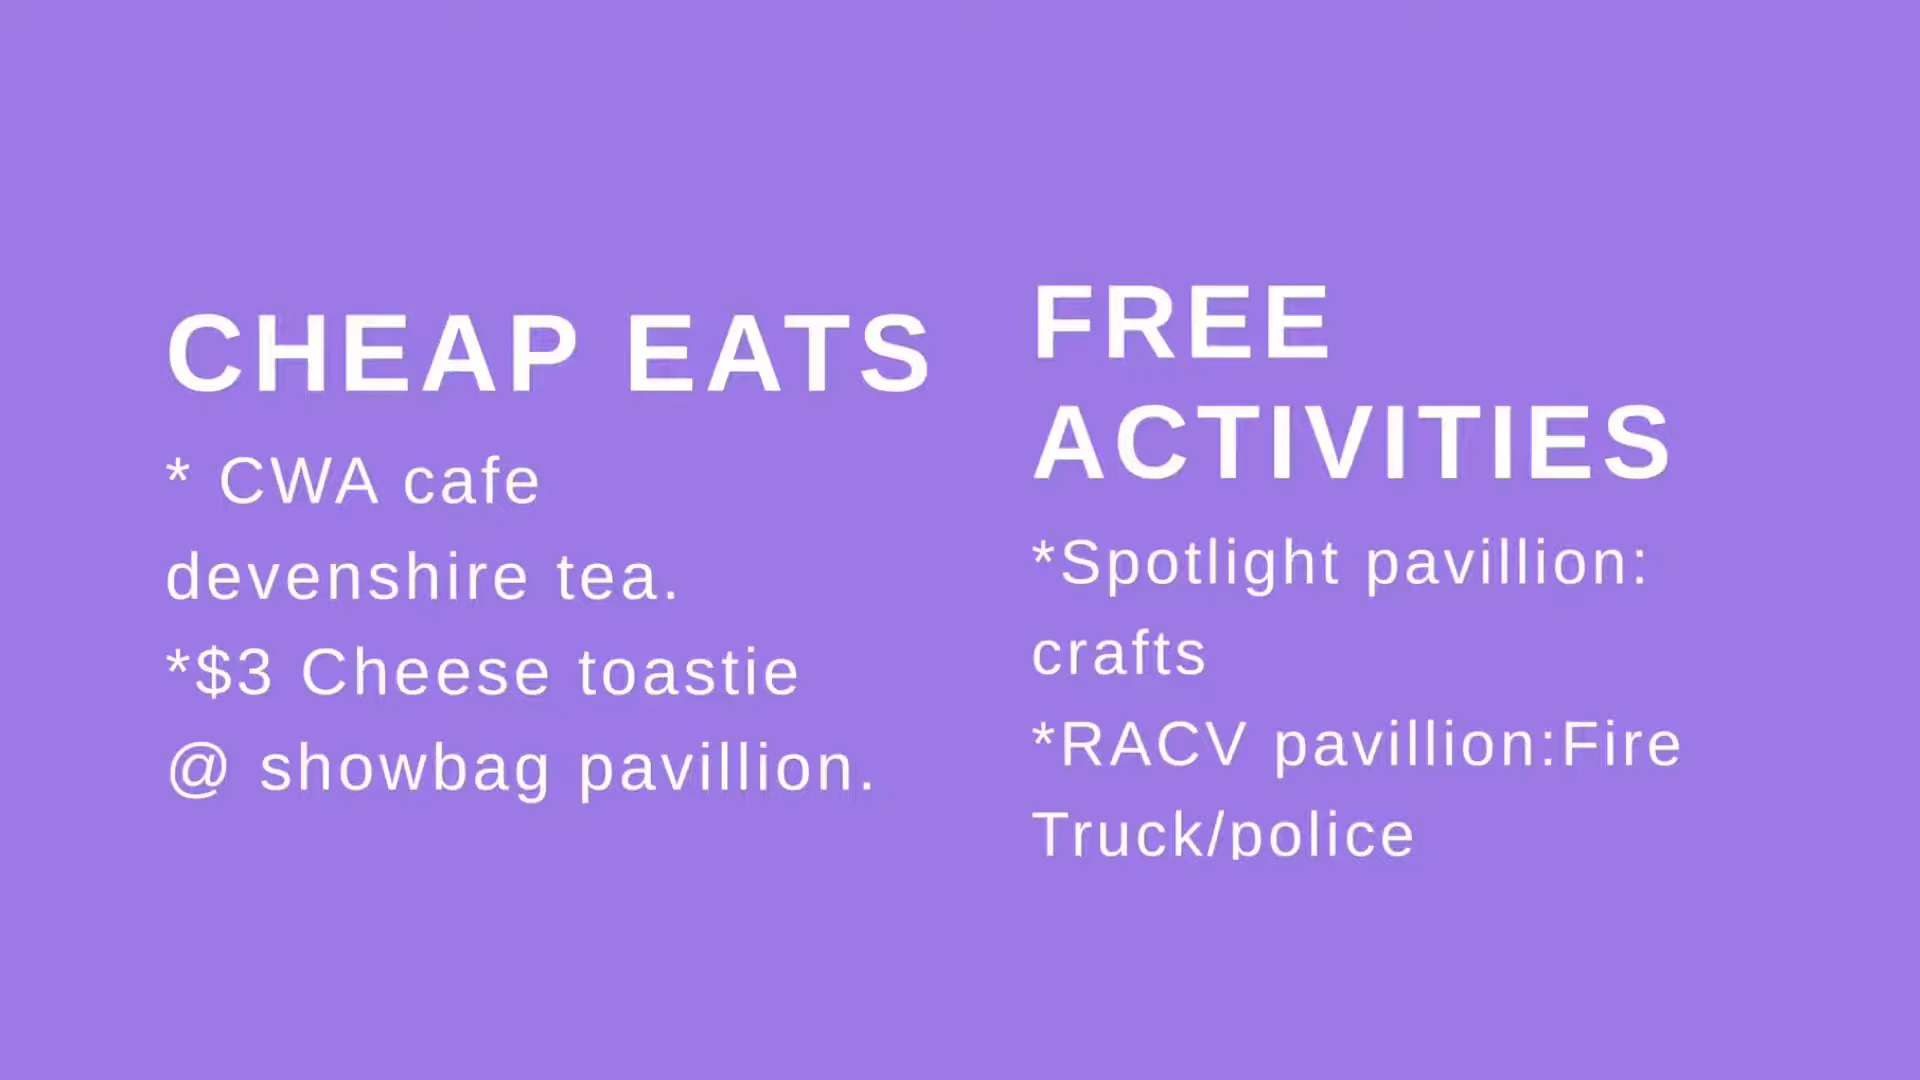 CHEAP EATS
* CWA cafe
devenshire tea.
*$3 Cheese toastie
@ showbag pavillion.
FREE
ACTIVITIES
*Spotlight pavillion:
crafts
*RACV pavillion:Fire
Truck/police